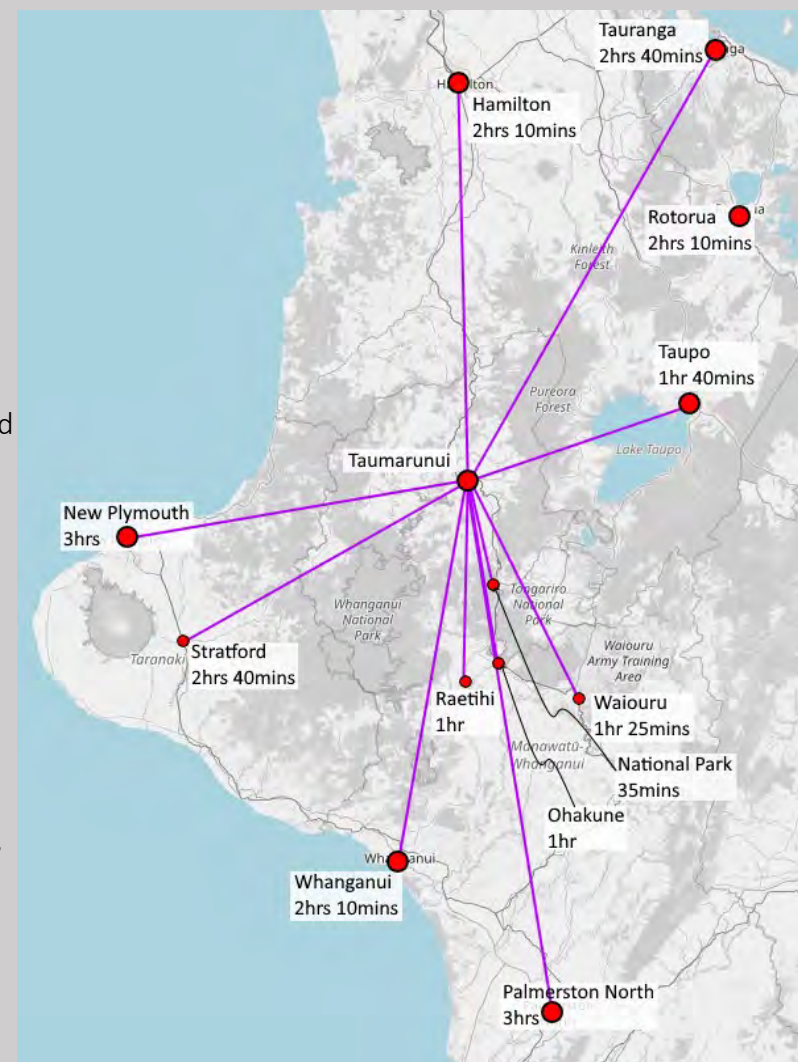 Tauranga
2hrs 40mins
Hamilton
2hrs 10mins
Rotorua
2hrs 10mins
Kinleith
Forest
Taupo
1hr 40mins
Pureora
Forest
d
Lake Taupo
Taumarunui
New Plymouth
3hrs
Tongariro
National
Park
Whanganui
National
Park
Taranaki
Stratford
2hrs 40mins
Waiouru
Army Training
Area
Raetihi
1hr
Waiouru
1hr 25mins
Manawatū-
Whanganui
National Park
35mins
Ohakune
1hr
Whanganui
2hrs 10mins
Palmerston North
3hrs